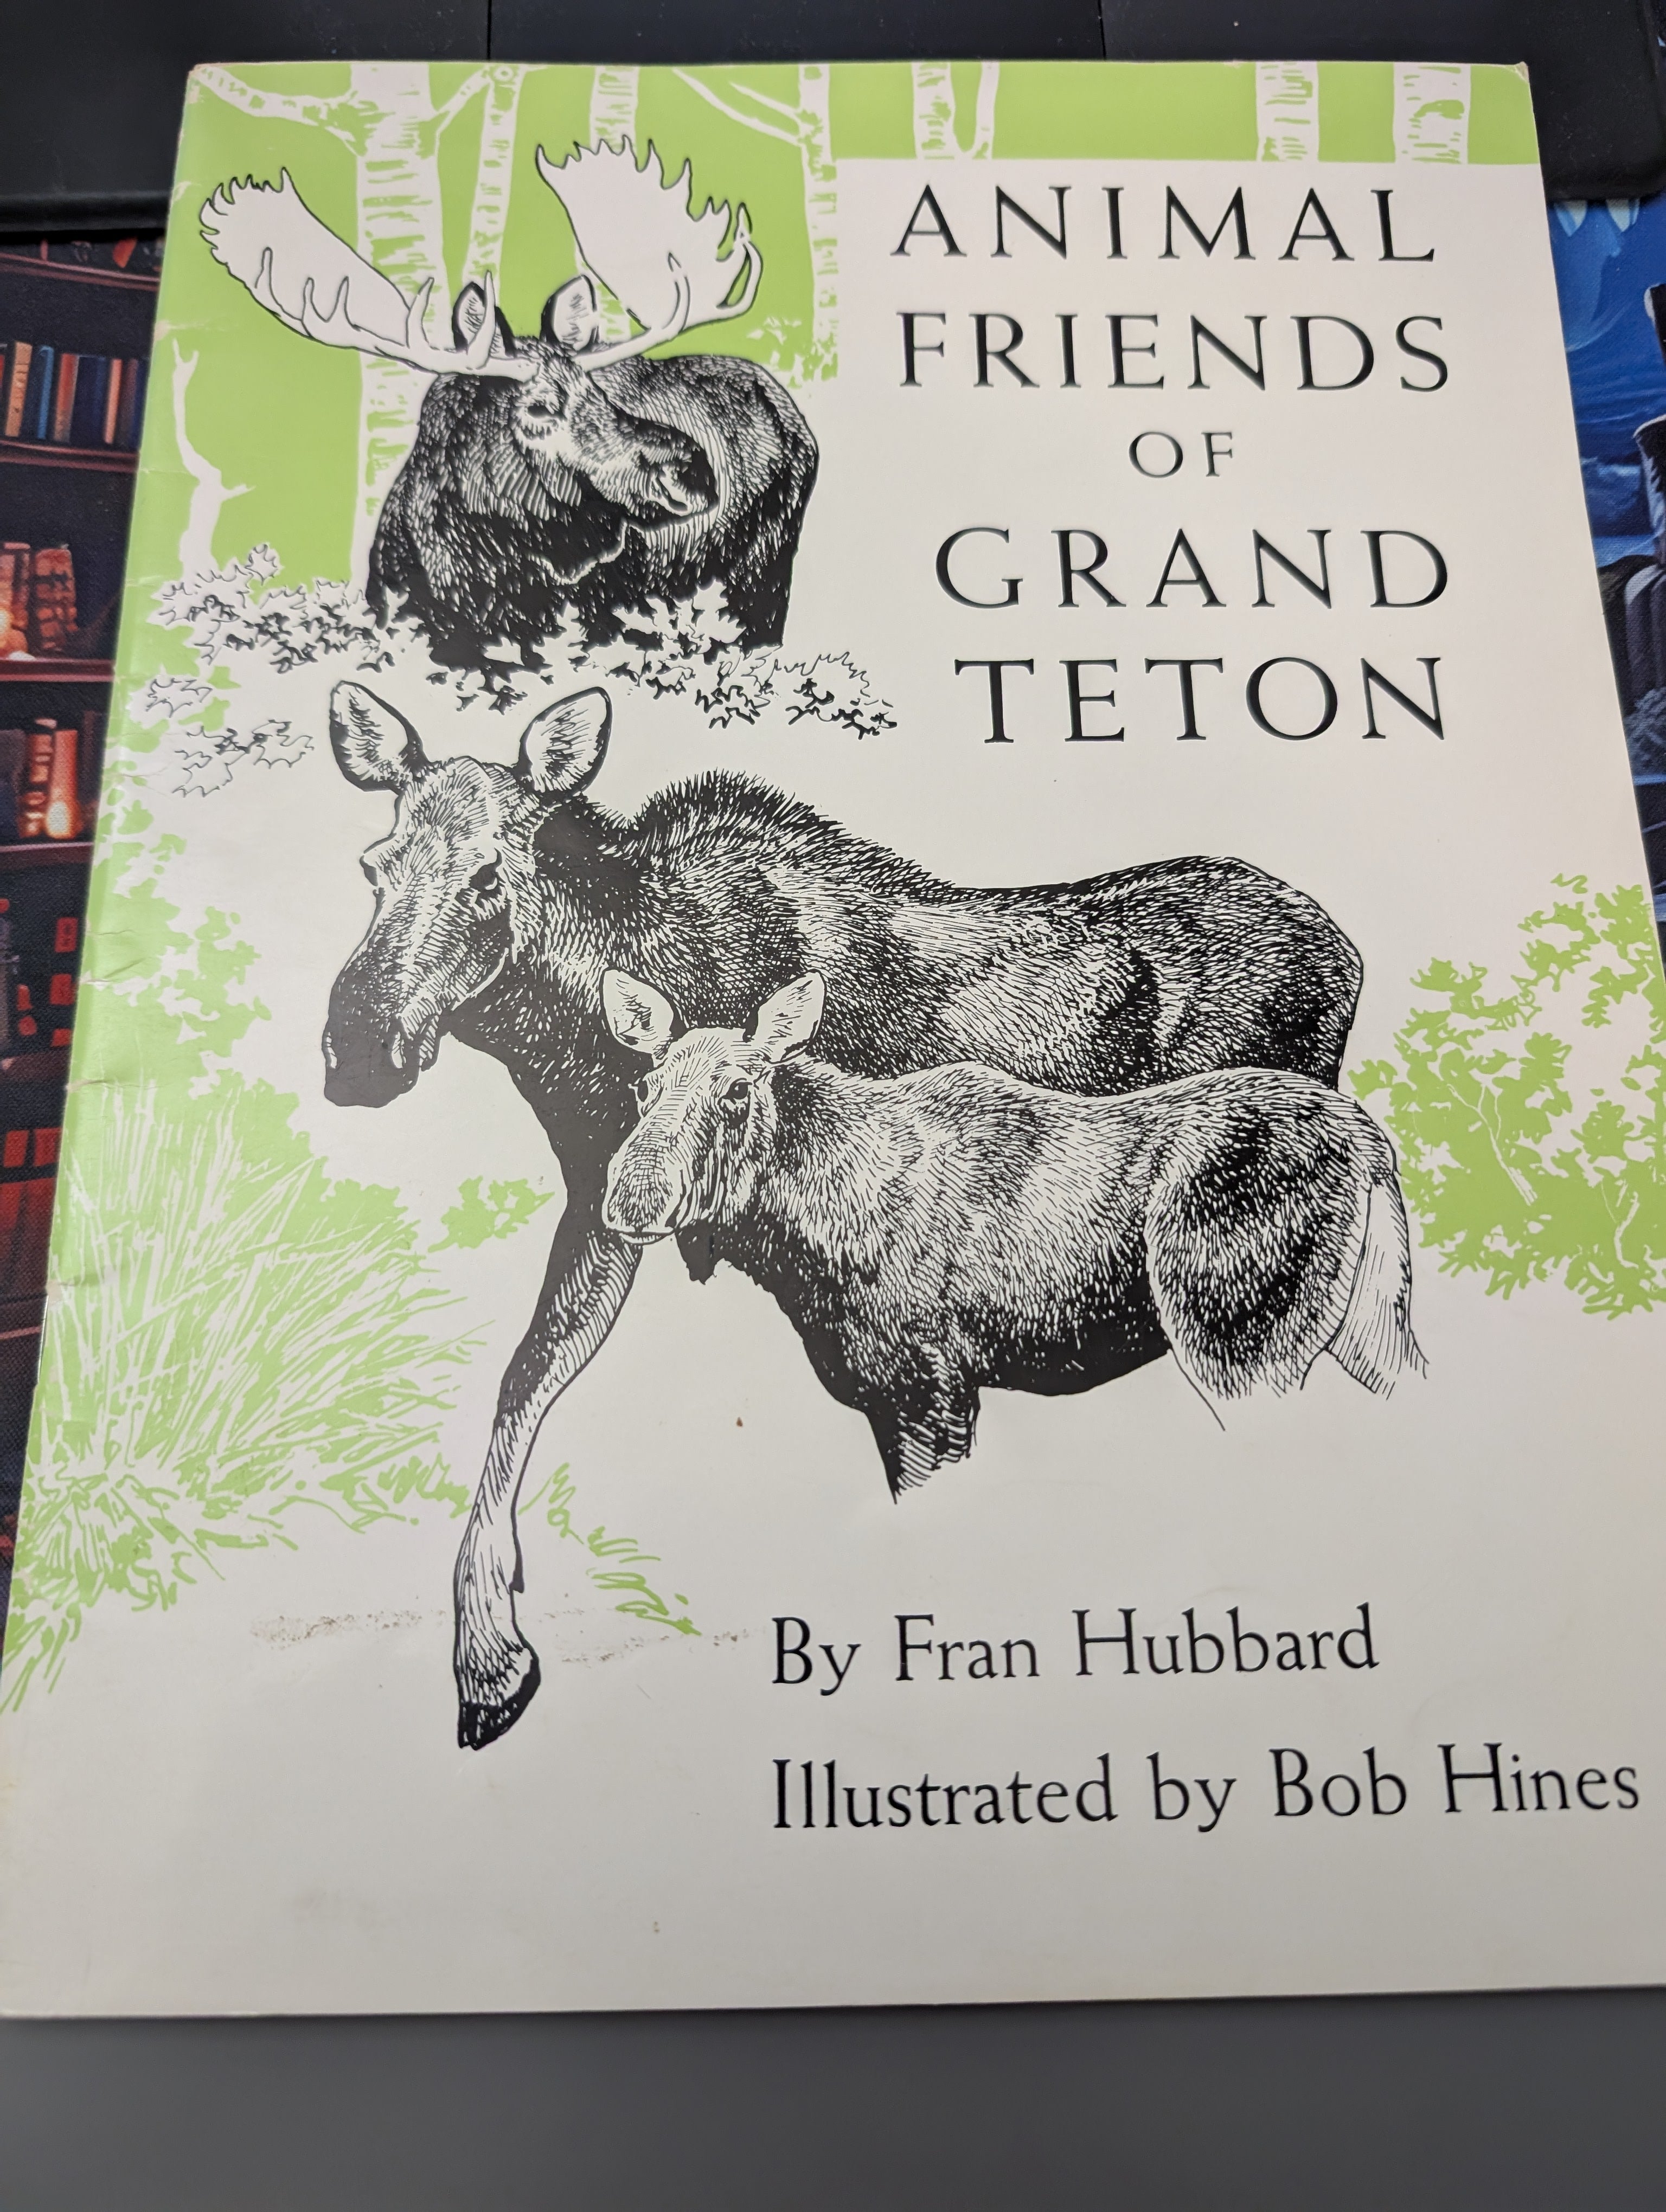 ANIMAL
FRIENDS
OF
GRAND
TETON
By Fran Hubbard
Illustrated by Bob Hines